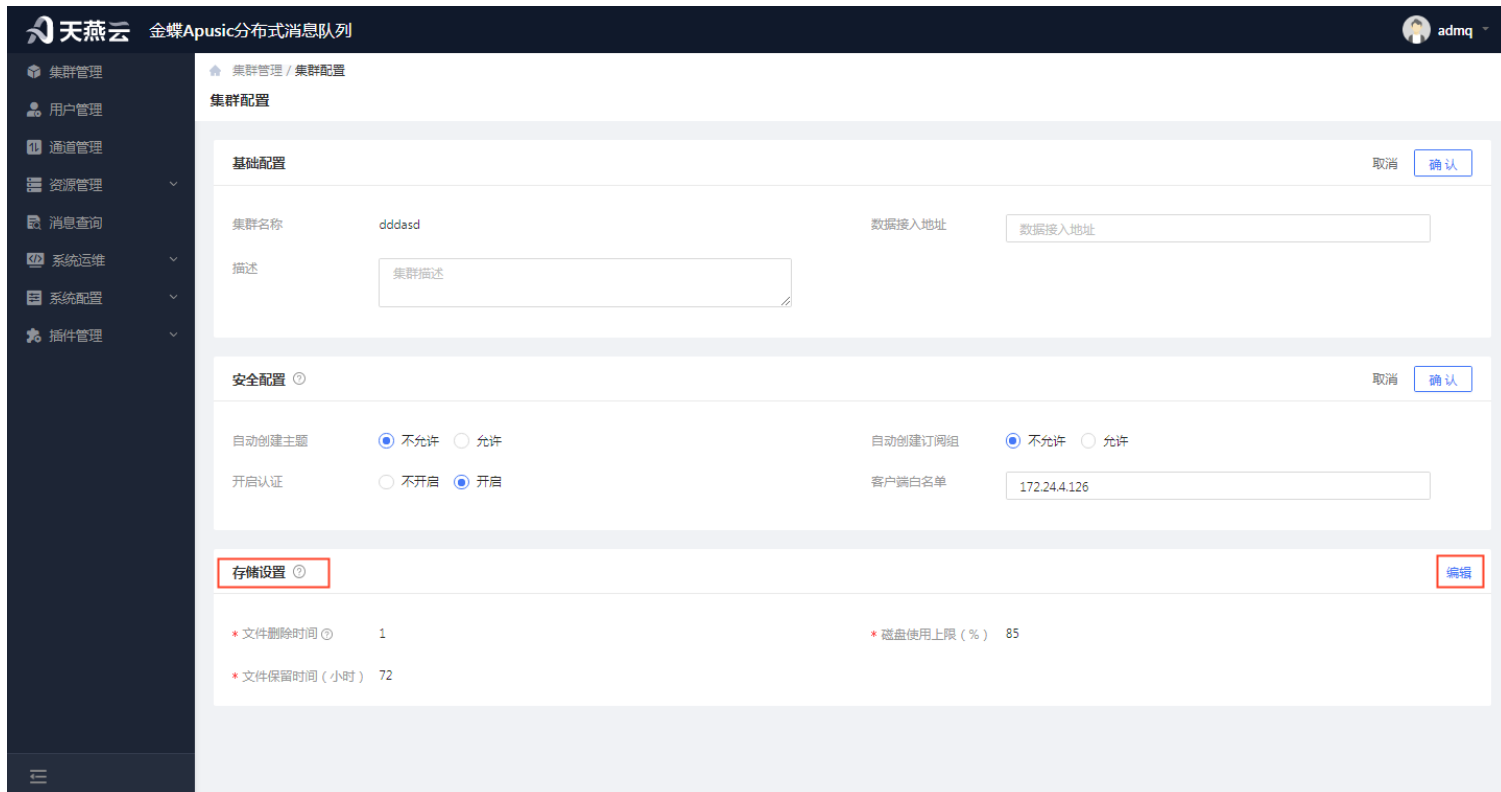 天燕云 金蝶Apusic分布式消息队列 admq
集群管理
用户管理
通道管理
资源管理
消息查询
系统运维
系统配置
插件管理
集群管理 / 集群配置
集群配置
基础配置 取消 确认
集群名称 dddasd 数据接入地址 数据接入地址
描述 集群描述
安全配置 取消 确认
自动创建主题 不允许 允许 自动创建订阅组 不允许 允许
开启认证 不开启 开启 客户端白名单 172.24.4.126
存储设置 编辑
* 文件删除时间 1 * 磁盘使用上限（%） 85
* 文件保留时间（小时） 72